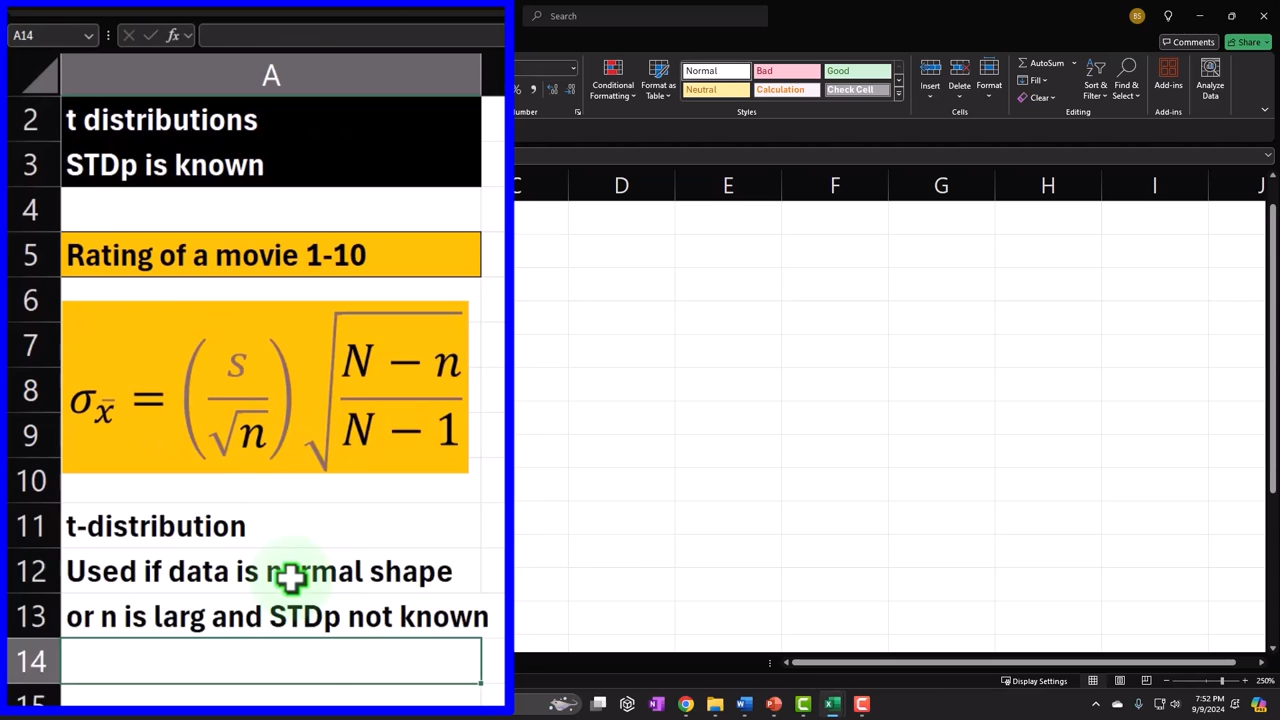 A14
fx
Search
BS
Comments
Share
Conditional Formatting
Format as Table
Normal
Bad
Good
Neutral
Calculation
Check Cell
Insert
Delete
Format
AutoSum
Fill
Clear
Sort & Filter
Find & Select
Add-ins
Analyze Data
umber
Styles
Cells
Editing
Add-ins
A
C D E F G H I J
2 t distributions
3 STDp is known
4
5 Rating of a movie 1-10
6
7
8
9
10
σx̄ = (s/√n) √((N − n)/(N − 1))
11 t-distribution
12 Used if data is normal shape
13 or n is larg and STDp not known
14
15
Display Settings
250%
7:52 PM
9/9/2024